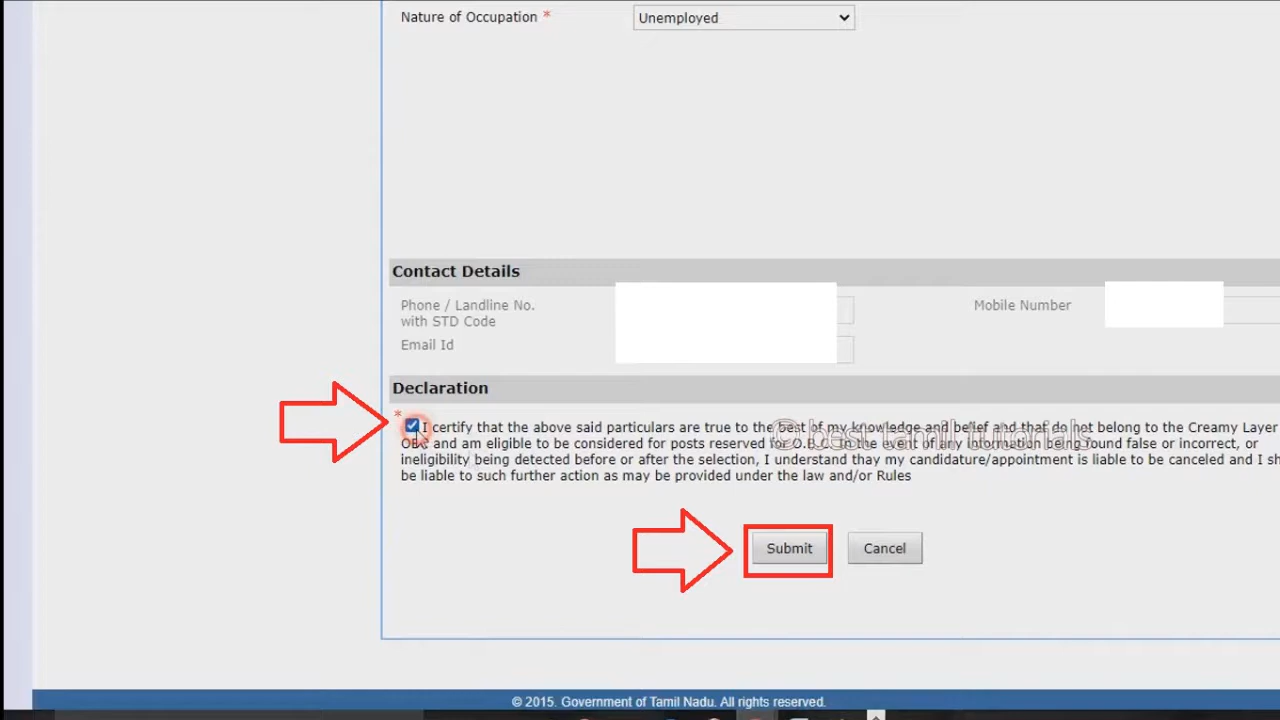 Nature of Occupation * Unemployed
Contact Details
Phone / Landline No. Mobile Number
with STD Code
Email Id
Declaration
*
I certify that the above said particulars are true to the best of my knowledge and belief and that do not belong to the Creamy Layer
OBC and am eligible to be considered for posts reserved for O.B.C. In the event of any information being found false or incorrect, or
© best tamil tutorials
ineligibility being detected before or after the selection, I understand thay my candidature/appointment is liable to be canceled and I sh
be liable to such further action as may be provided under the law and/or Rules
Submit Cancel
© 2015. Government of Tamil Nadu. All rights reserved.